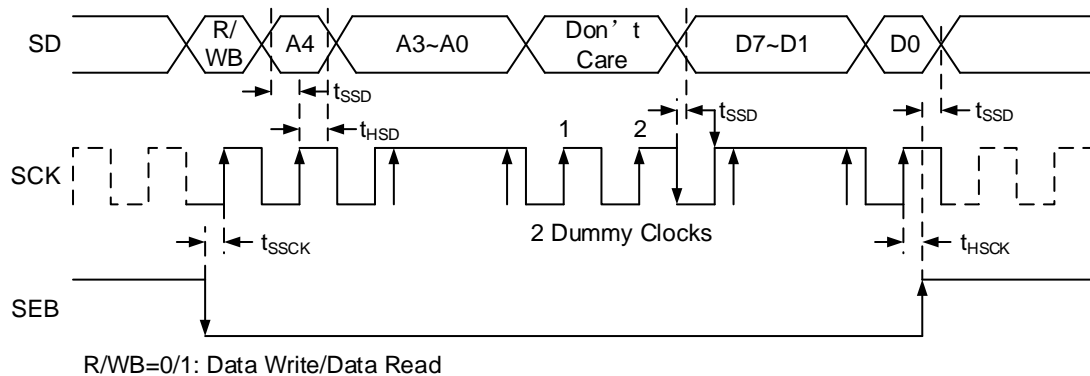 SD
R/
WB
A4
A3~A0
Don't
Care
D7~D1
D0
tSSD
tHSD
tSSD
tSSD
SCK
1
2
2 Dummy Clocks
tSSCK
tHSCK
SEB
R/WB=0/1: Data Write/Data Read